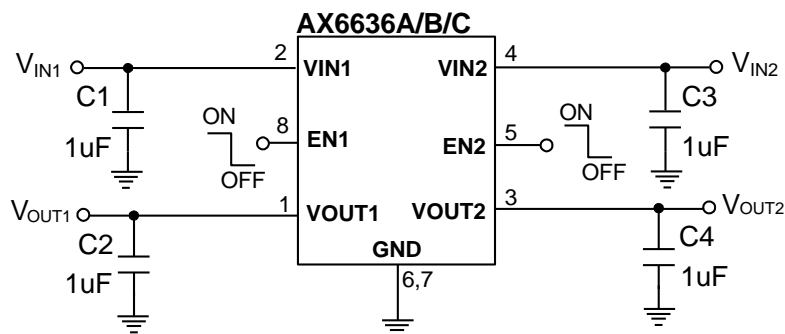 AX6636A/B/C
VIN1 2 VIN1 VIN2 4 VIN2
C1 C3
1uF 1uF
ON 8 EN1 EN2 5 ON
OFF OFF
VOUT1 1 VOUT1 VOUT2 3 VOUT2
C2 GND C4
1uF 6,7 1uF